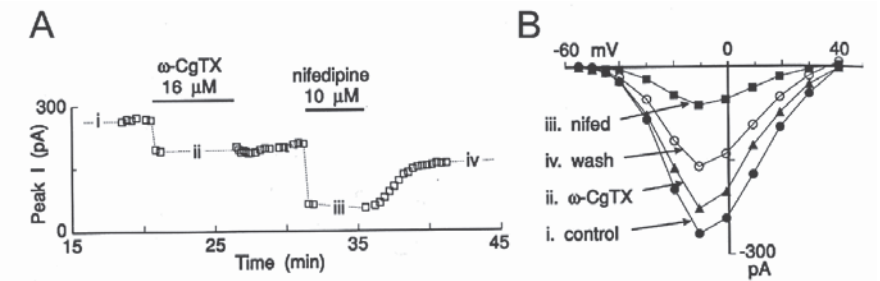 A
ω-CgTX
16 μM
nifedipine
10 μM
300
i
ii
iii
iv
0
Peak I (pA)
15
25
35
45
Time (min)
B
-60 mV
0
40
iii. nifed
iv. wash
ii. ω-CgTX
i. control
-300
pA